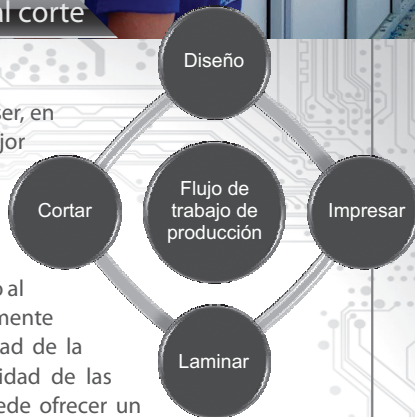 al corte
Diseño
ser, en
jor
Cortar
Flujo de
trabajo de
producción
Impresar
o al
mente
ad de la
idad de las
ede ofrecer un
Laminar